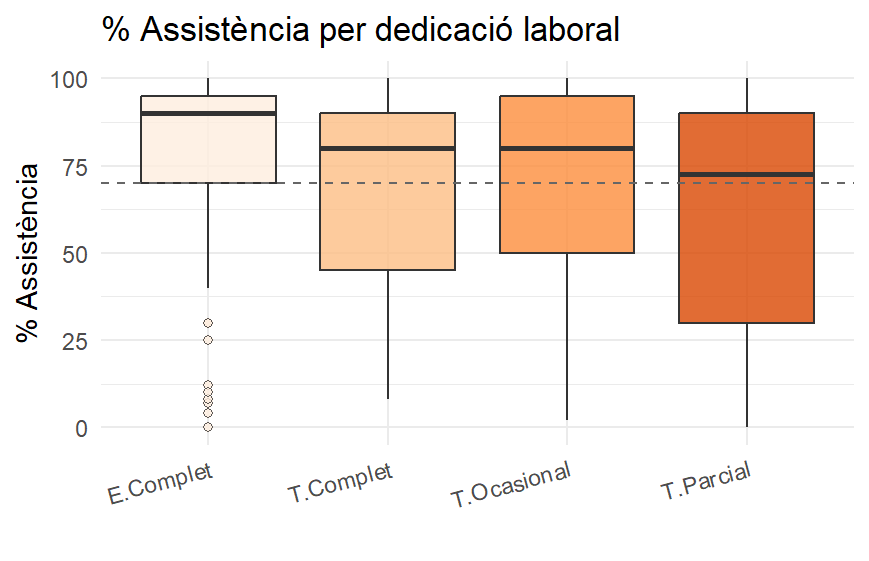 % Assistència per dedicació laboral
% Assistència
100
75
50
25
0
E.Complet
T.Complet
T.Ocasional
T.Parcial